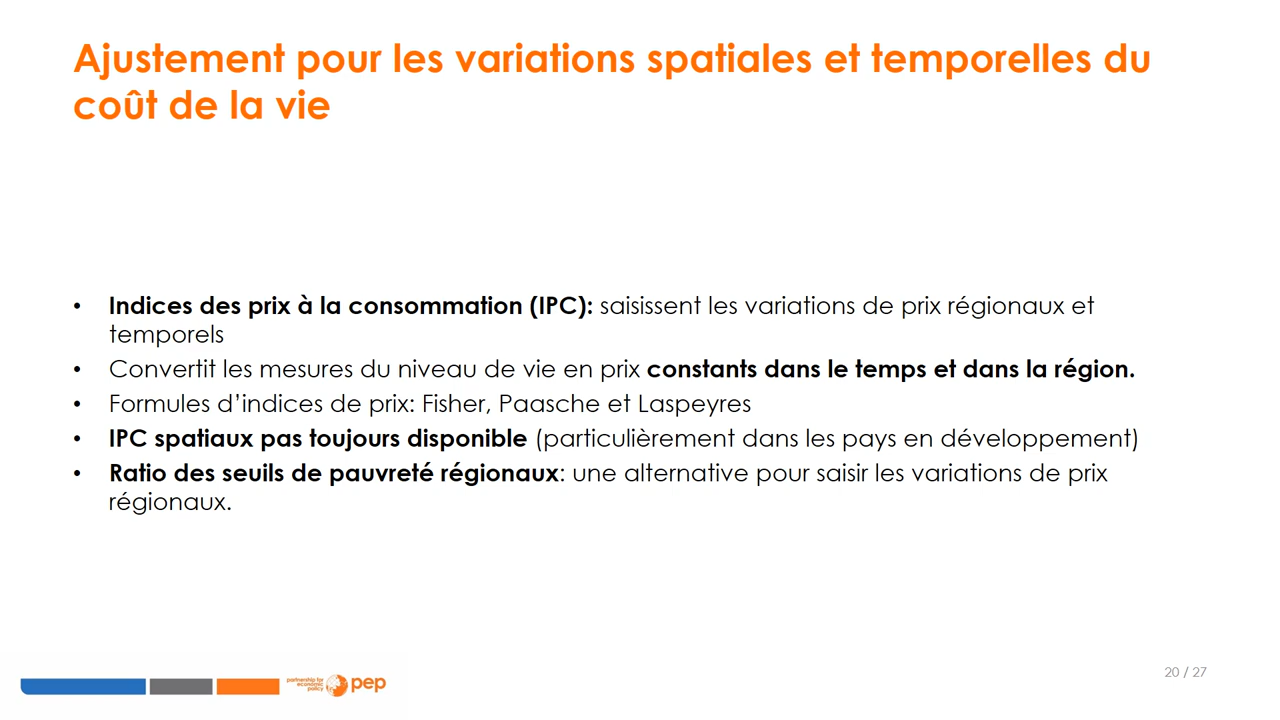 Ajustement pour les variations spatiales et temporelles du
coût de la vie
• Indices des prix à la consommation (IPC): saisissent les variations de prix régionaux et
temporels
• Convertit les mesures du niveau de vie en prix constants dans le temps et dans la région.
• Formules d’indices de prix: Fisher, Paasche et Laspeyres
• IPC spatiaux pas toujours disponible (particulièrement dans les pays en développement)
• Ratio des seuils de pauvreté régionaux: une alternative pour saisir les variations de prix
régionaux.
partnership for
economic
policy
pep
20 / 27